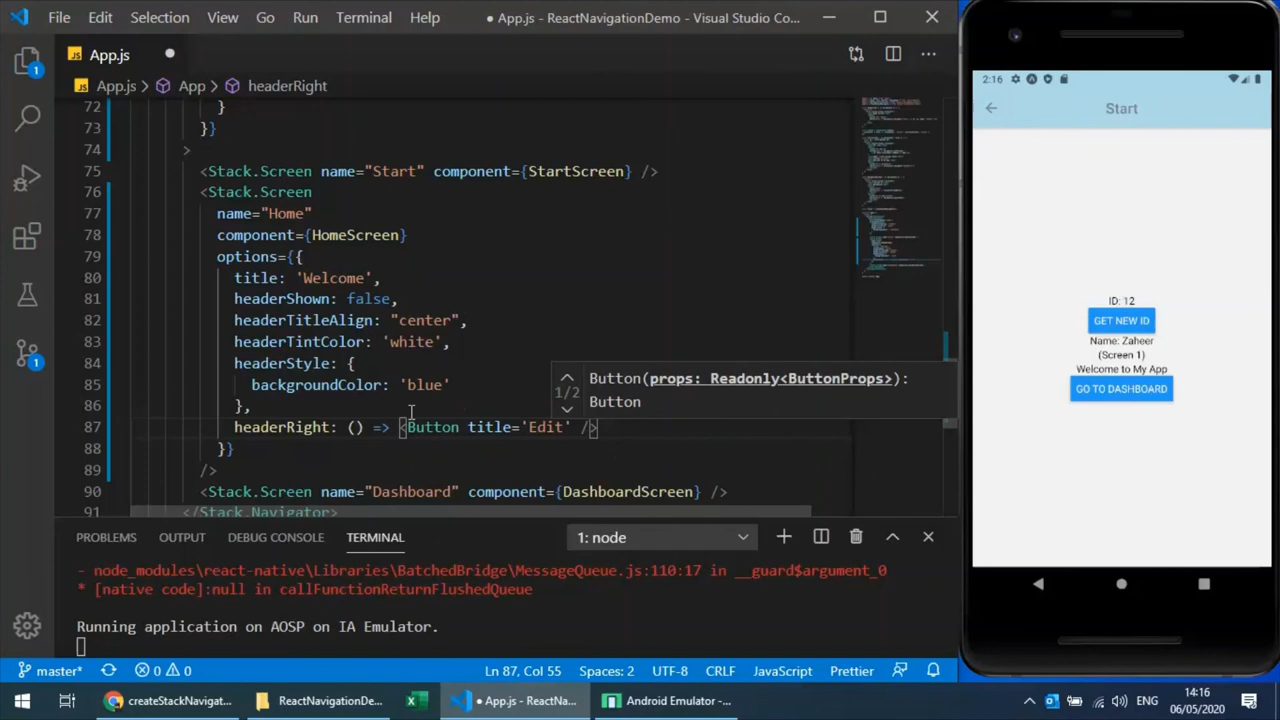 File Edit Selection View Go Run Terminal Help ● App.js - ReactNavigationDemo - Visual Studio Co...
JS App.js ●
JS App.js > App > headerRight
72 }
73 }}
74
75 <Stack.Screen name="Start" component={StartScreen} />
76 <Stack.Screen
77 name="Home"
78 component={HomeScreen}
79 options={{
80 title: 'Welcome',
81 headerShown: false,
82 headerTitleAlign: "center",
83 headerTintColor: 'white',
84 headerStyle: {
85 backgroundColor: 'blue'
86 },
87 headerRight: () => <Button title='Edit' />
88 }}
89 />
90 <Stack.Screen name="Dashboard" component={DashboardScreen} />
91 </Stack.Navigator>
1/2 Button(props: Readonly<ButtonProps>):
Button
1
1
PROBLEMS OUTPUT DEBUG CONSOLE TERMINAL 1: node
- node_modules\react-native\Libraries\BatchedBridge\MessageQueue.js:110:17 in __guard$argument_0
* [native code]:null in callFunctionReturnFlushedQueue
Running application on AOSP on IA Emulator.
master* 0 0 Ln 87, Col 55 Spaces: 2 UTF-8 CRLF JavaScript Prettier
createStackNavigat... ReactNavigationDe... ● App.js - ReactNa... Android Emulator -... ENG 14:16
06/05/2020
2:16
Start
ID: 12
GET NEW ID
Name: Zaheer
(Screen 1)
Welcome to My App
GO TO DASHBOARD